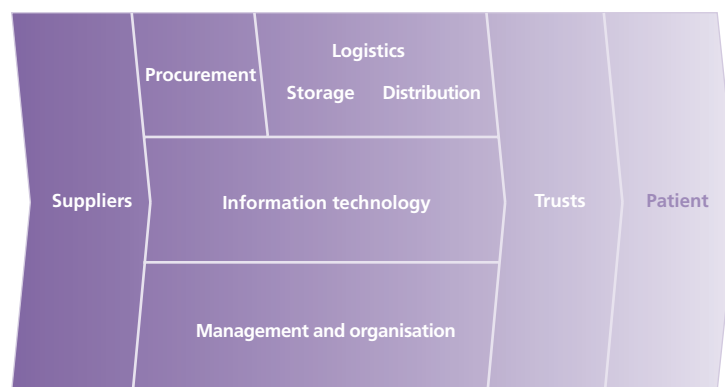 Logistics
Procurement
Storage Distribution
Suppliers
Information technology
Trusts
Patient
Management and organisation